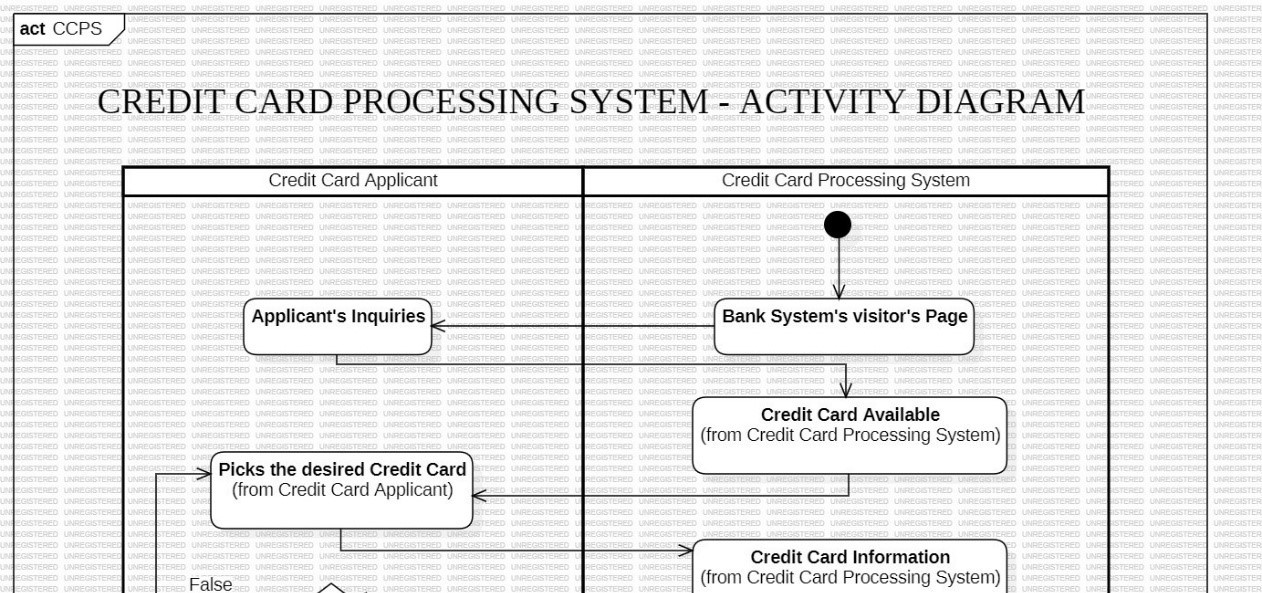 act CCPS
CREDIT CARD PROCESSING SYSTEM - ACTIVITY DIAGRAM
Credit Card Applicant
Credit Card Processing System
Applicant's Inquiries
Bank System's visitor's Page
Credit Card Available
(from Credit Card Processing System)
Picks the desired Credit Card
(from Credit Card Applicant)
Credit Card Information
(from Credit Card Processing System)
False
UNREGISTERED